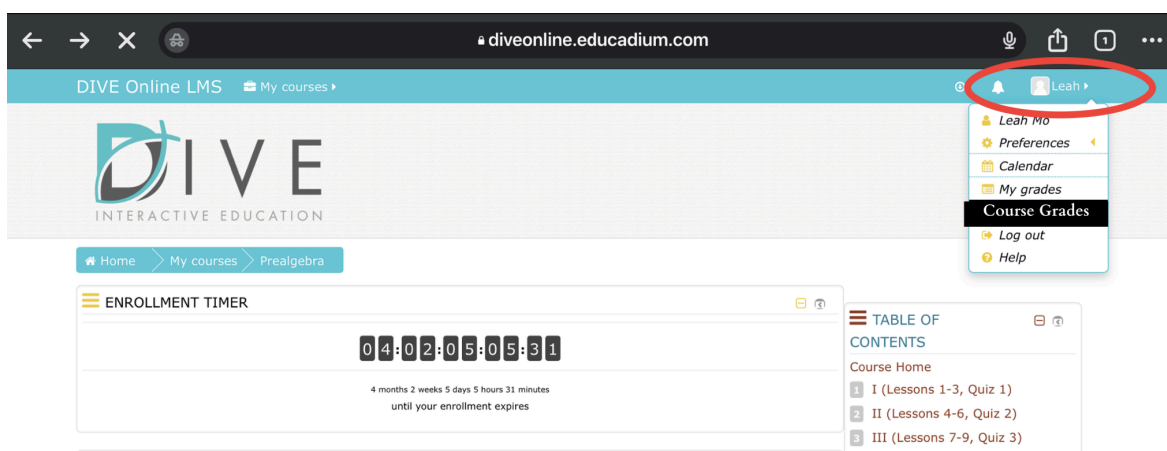 diveonline.educadium.com
1
DIVE Online LMS My courses
Leah
Leah Mo
Preferences
Calendar
My grades
Course Grades
Log out
Help
DIVE
INTERACTIVE EDUCATION
Home My courses Prealgebra
ENROLLMENT TIMER
04:02:05:05:31
4 months 2 weeks 5 days 5 hours 31 minutes
until your enrollment expires
TABLE OF
CONTENTS
Course Home
1 I (Lessons 1-3, Quiz 1)
2 II (Lessons 4-6, Quiz 2)
3 III (Lessons 7-9, Quiz 3)